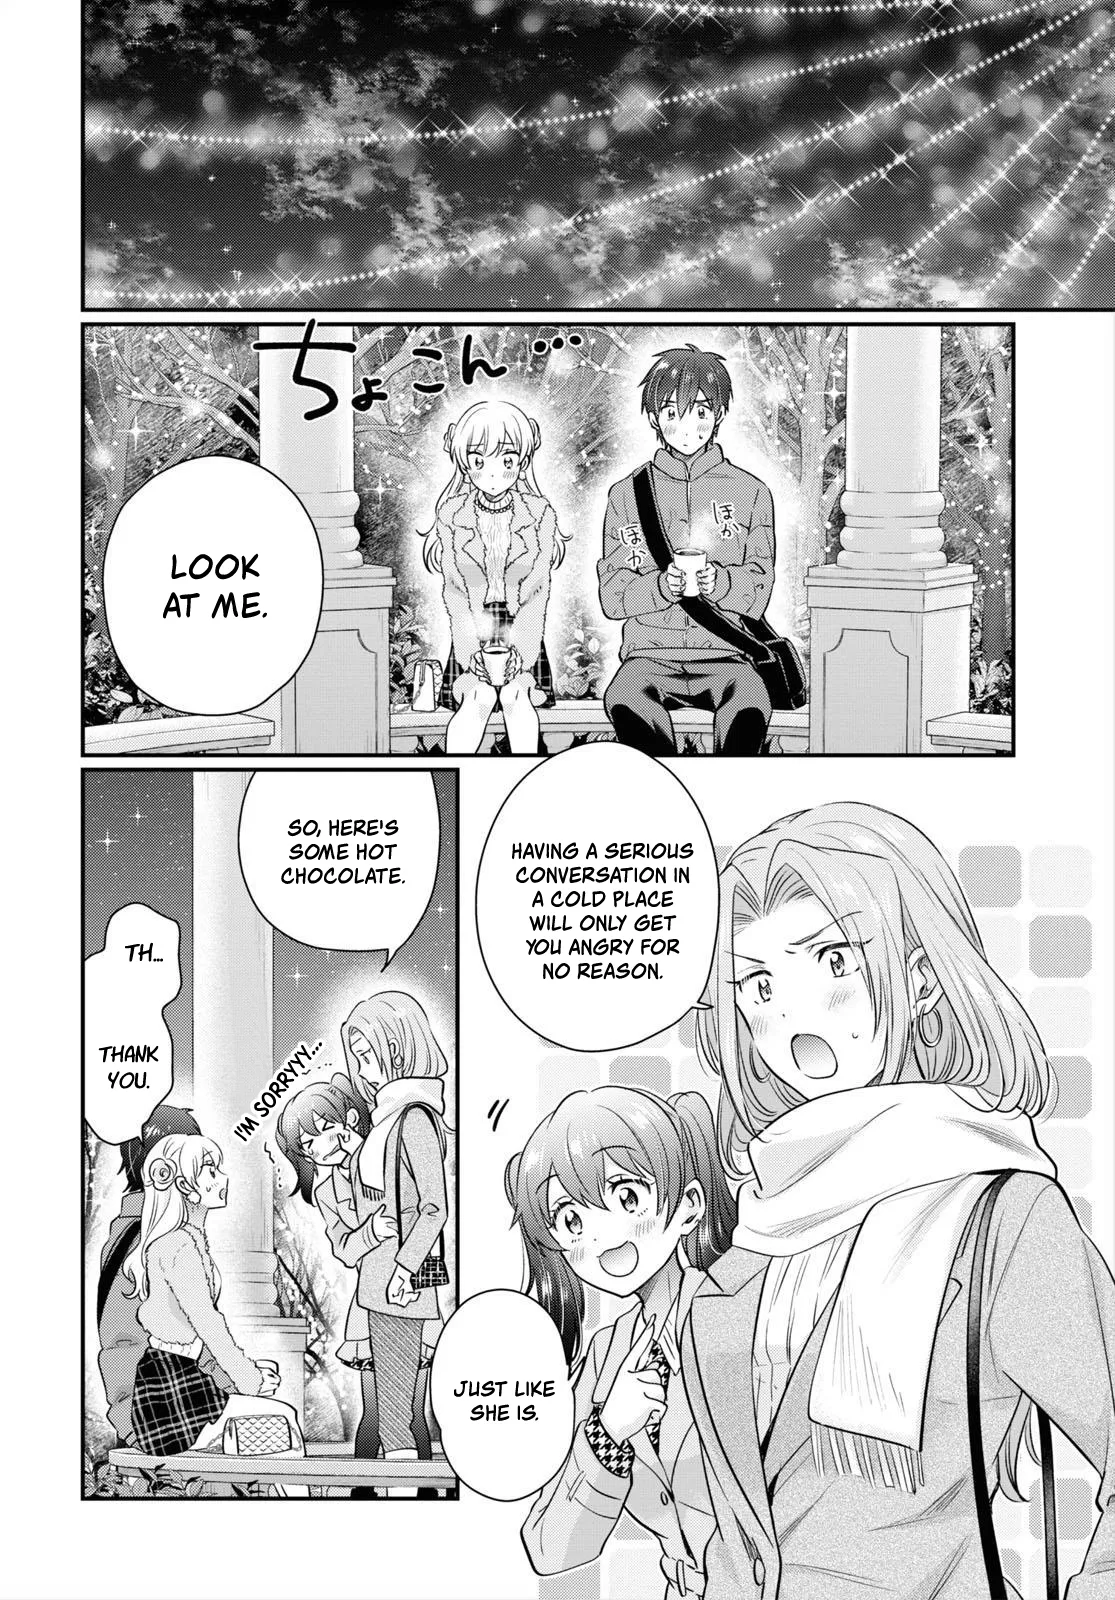 ちょこん…
ほか
ほか
LOOK
AT ME.
HAVING A SERIOUS
CONVERSATION IN
A COLD PLACE
WILL ONLY GET
YOU ANGRY FOR
NO REASON.
JUST LIKE
SHE IS.
SO, HERE'S
SOME HOT
CHOCOLATE.
I'M SORRYYY...
TH...
THANK
YOU.